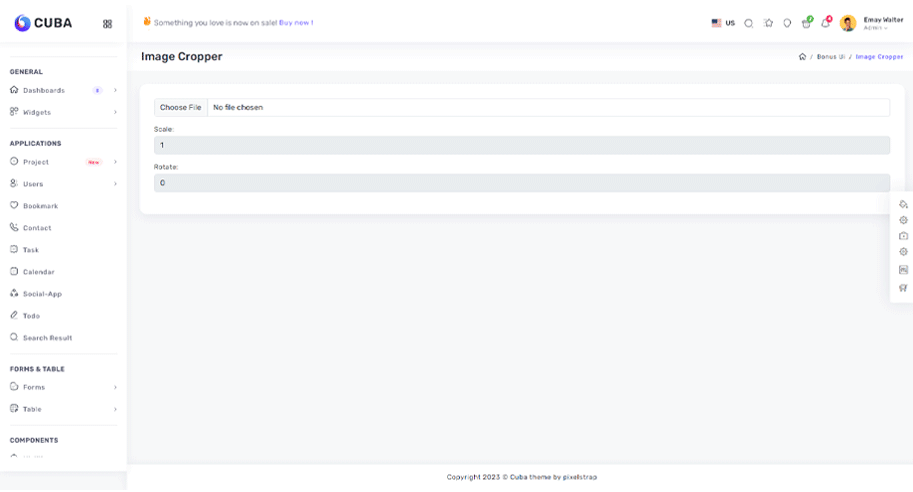 CUBA
Something you love is now on sale! Buy now !
US
Emay Walter
Admin
Image Cropper
/ Bonus Ui / Image Cropper
GENERAL
Dashboards
Widgets
APPLICATIONS
Project New
Users
Bookmark
Contact
Task
Calendar
Social-App
Todo
Search Result
FORMS & TABLE
Forms
Table
COMPONENTS
Choose File No file chosen
Scale:
1
Rotate:
0
Copyright 2023 © Cuba theme by pixelstrap